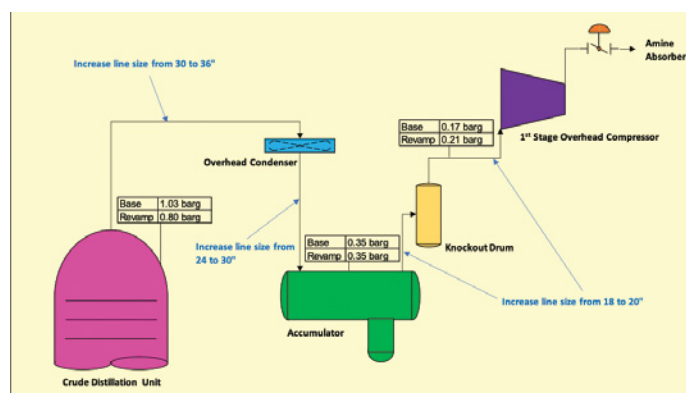 Increase line size from 30 to 36"
Amine
Absorber
Base 0.17 barg
Revamp 0.21 barg
1st Stage Overhead Compressor
Overhead Condenser
Base 1.03 barg
Revamp 0.80 barg
Knockout Drum
Increase line size from
24 to 30"
Base 0.35 barg
Revamp 0.35 barg
Increase line size from 18 to 20"
Accumulator
Crude Distillation Unit